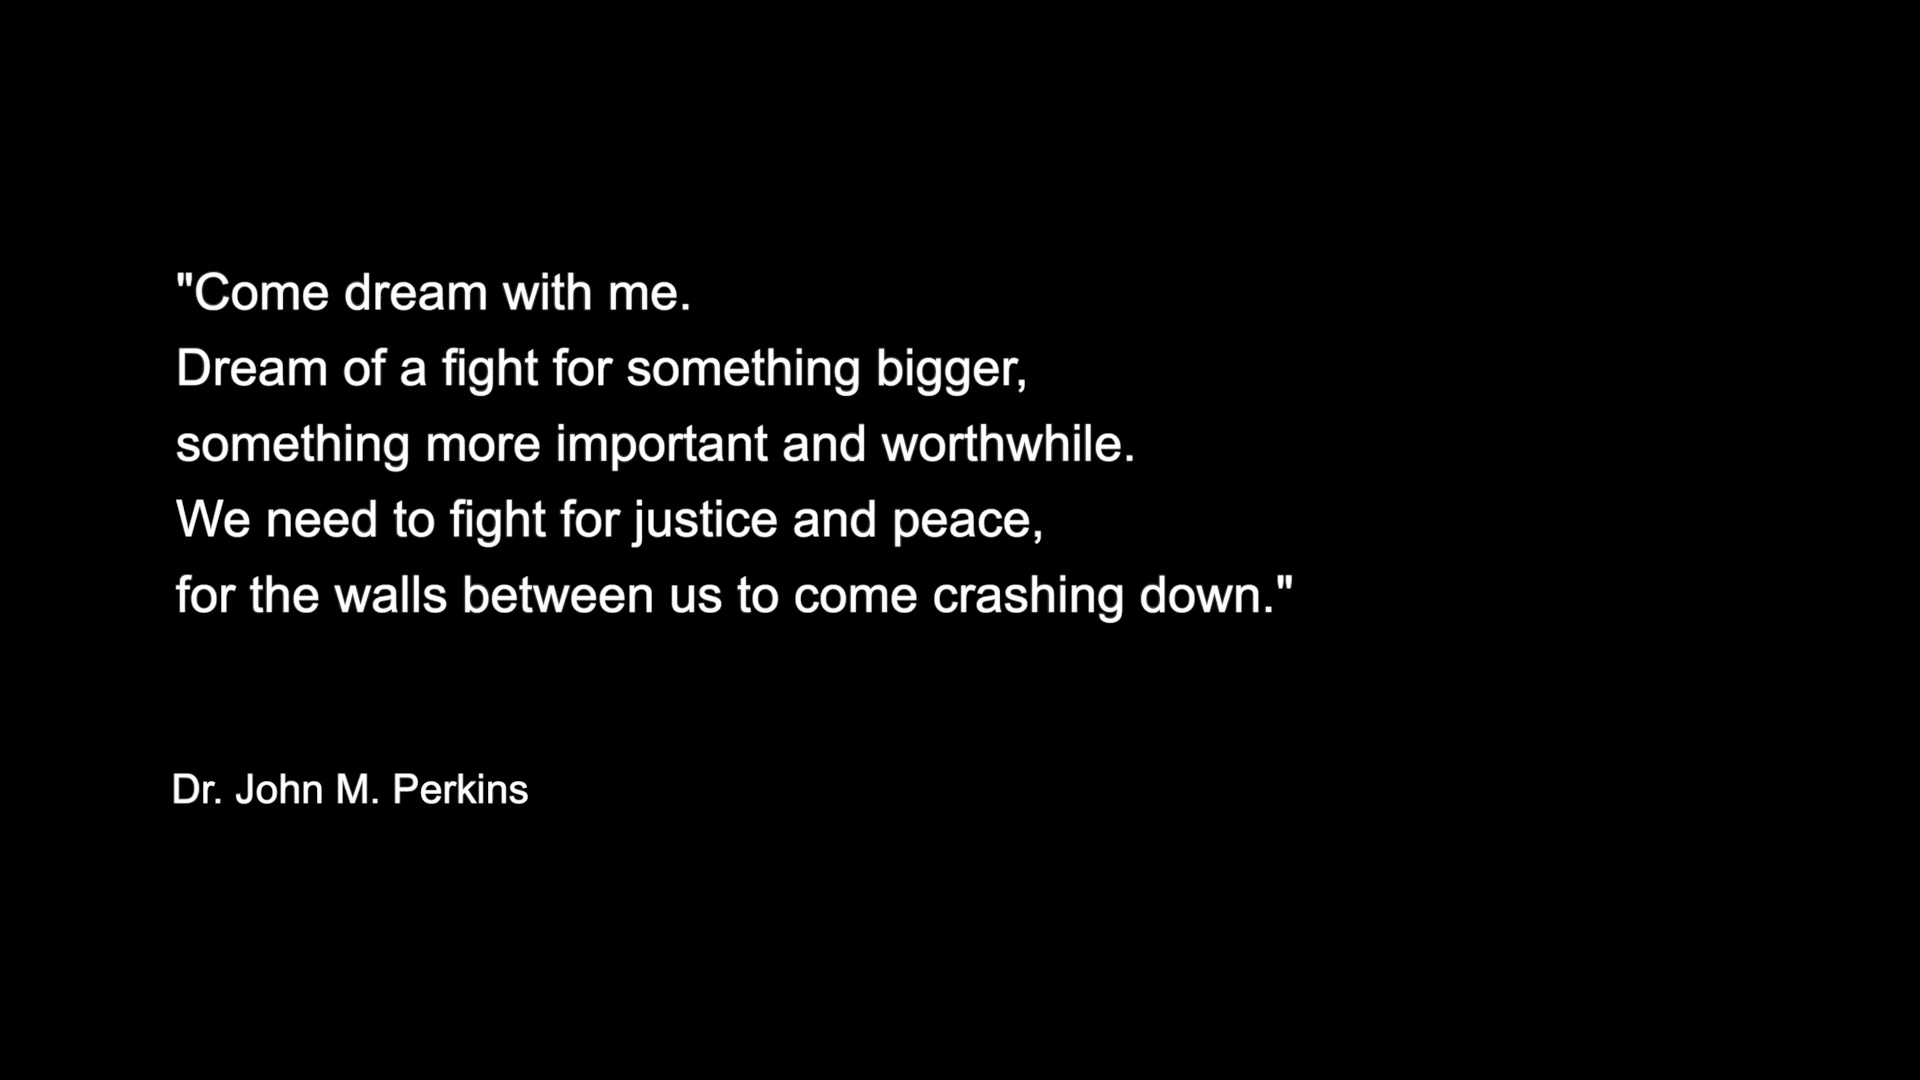 "Come dream with me.
Dream of a fight for something bigger,
something more important and worthwhile.
We need to fight for justice and peace,
for the walls between us to come crashing down."
Dr. John M. Perkins